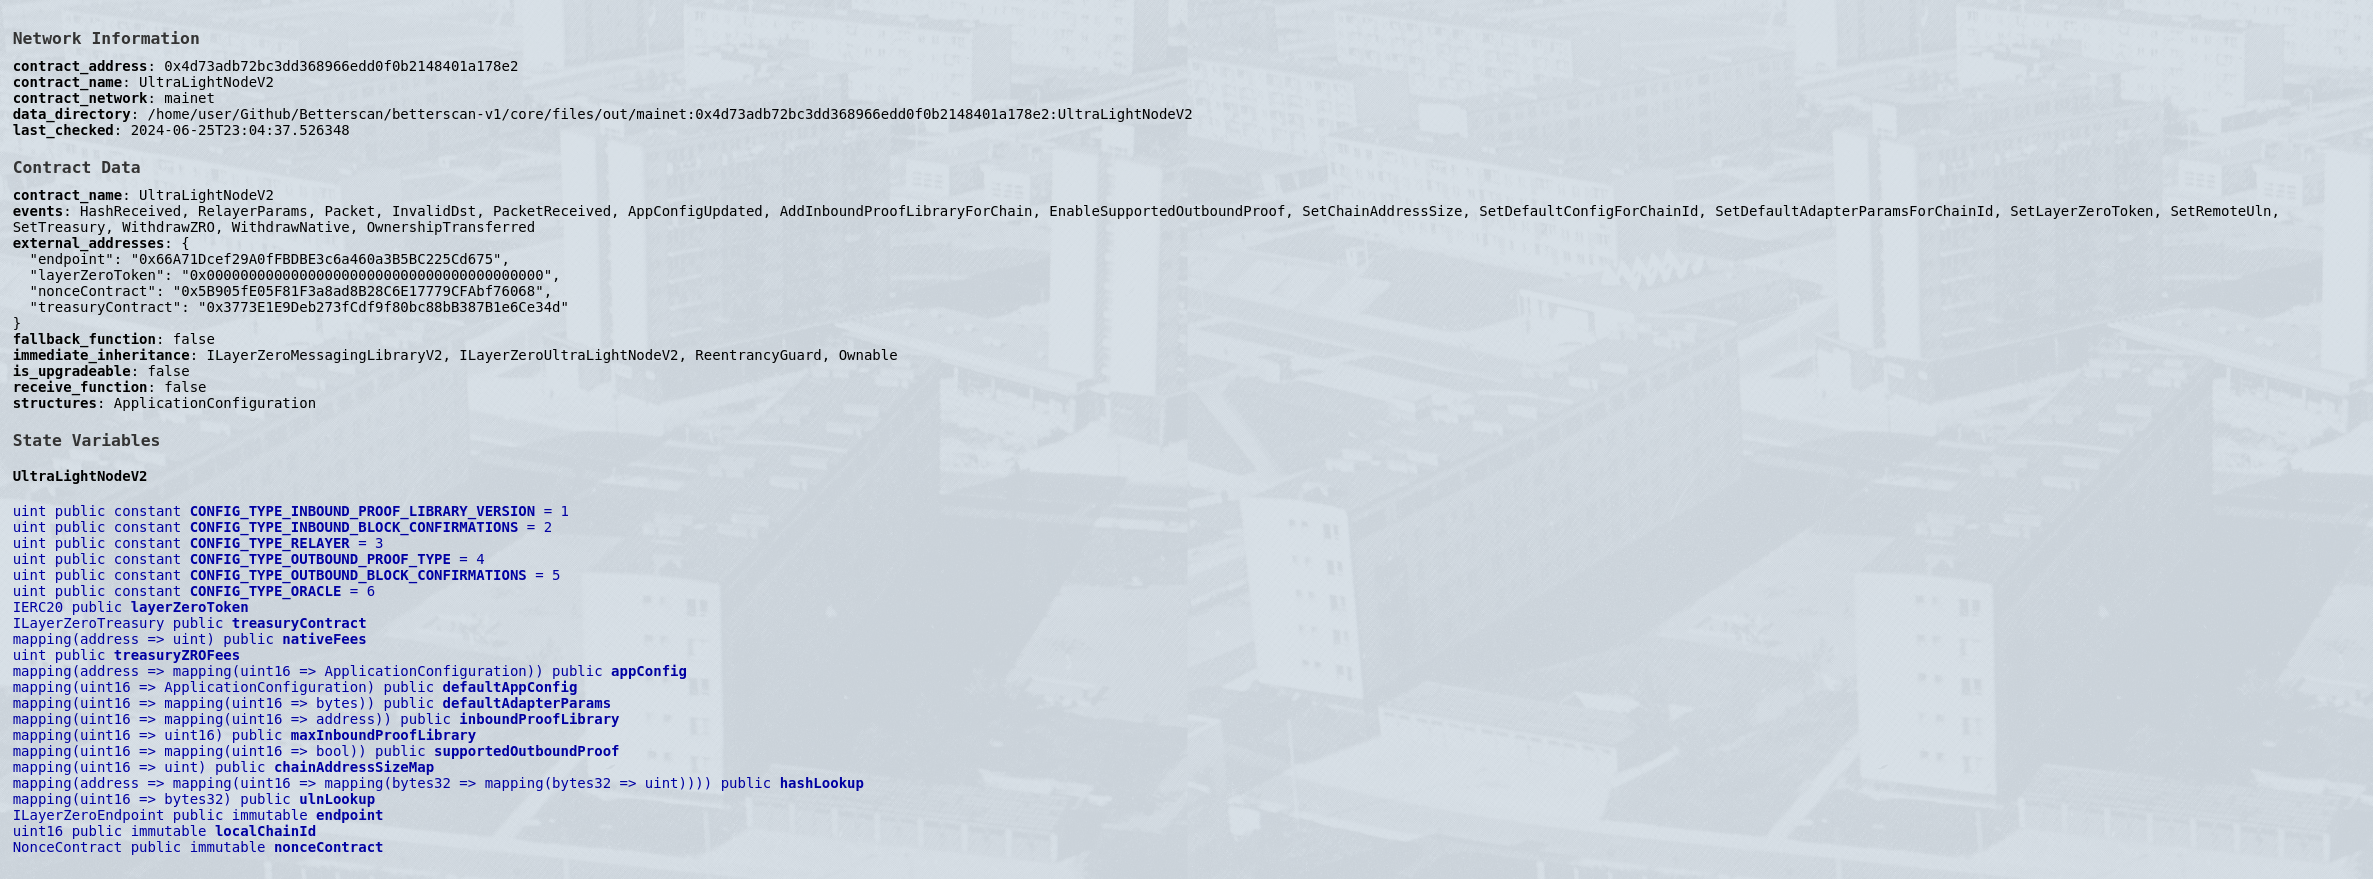 Network Information
contract_address: 0x4d73adb72bc3dd368966edd0f0b2148401a178e2
contract_name: UltraLightNodeV2
contract_network: mainet
data_directory: /home/user/Github/Betterscan/betterscan-v1/core/files/out/mainet:0x4d73adb72bc3dd368966edd0f0b2148401a178e2:UltraLightNodeV2
last_checked: 2024-06-25T23:04:37.526348
Contract Data
contract_name: UltraLightNodeV2
events: HashReceived, RelayerParams, Packet, InvalidDst, PacketReceived, AppConfigUpdated, AddInboundProofLibraryForChain, EnableSupportedOutboundProof, SetChainAddressSize, SetDefaultConfigForChainId, SetDefaultAdapterParamsForChainId, SetLayerZeroToken, SetRemoteUln,
SetTreasury, WithdrawZRO, WithdrawNative, OwnershipTransferred
external_addresses: {
  "endpoint": "0x66A71Dcef29A0fFBDBE3c6a460a3B5BC225Cd675",
  "layerZeroToken": "0x0000000000000000000000000000000000000000",
  "nonceContract": "0x5B905fE05F81F3a8ad8B28C6E17779CFAbf76068",
  "treasuryContract": "0x3773E1E9Deb273fCdf9f80bc88bB387B1e6Ce34d"
}
fallback_function: false
immediate_inheritance: ILayerZeroMessagingLibraryV2, ILayerZeroUltraLightNodeV2, ReentrancyGuard, Ownable
is_upgradeable: false
receive_function: false
structures: ApplicationConfiguration
State Variables
UltraLightNodeV2
uint public constant CONFIG_TYPE_INBOUND_PROOF_LIBRARY_VERSION = 1
uint public constant CONFIG_TYPE_INBOUND_BLOCK_CONFIRMATIONS = 2
uint public constant CONFIG_TYPE_RELAYER = 3
uint public constant CONFIG_TYPE_OUTBOUND_PROOF_TYPE = 4
uint public constant CONFIG_TYPE_OUTBOUND_BLOCK_CONFIRMATIONS = 5
uint public constant CONFIG_TYPE_ORACLE = 6
IERC20 public layerZeroToken
ILayerZeroTreasury public treasuryContract
mapping(address => uint) public nativeFees
uint public treasuryZROFees
mapping(address => mapping(uint16 => ApplicationConfiguration)) public appConfig
mapping(uint16 => ApplicationConfiguration) public defaultAppConfig
mapping(uint16 => mapping(uint16 => bytes)) public defaultAdapterParams
mapping(uint16 => mapping(uint16 => address)) public inboundProofLibrary
mapping(uint16 => uint16) public maxInboundProofLibrary
mapping(uint16 => mapping(uint16 => bool)) public supportedOutboundProof
mapping(uint16 => uint) public chainAddressSizeMap
mapping(address => mapping(uint16 => mapping(bytes32 => mapping(bytes32 => uint)))) public hashLookup
mapping(uint16 => bytes32) public ulnLookup
ILayerZeroEndpoint public immutable endpoint
uint16 public immutable localChainId
NonceContract public immutable nonceContract